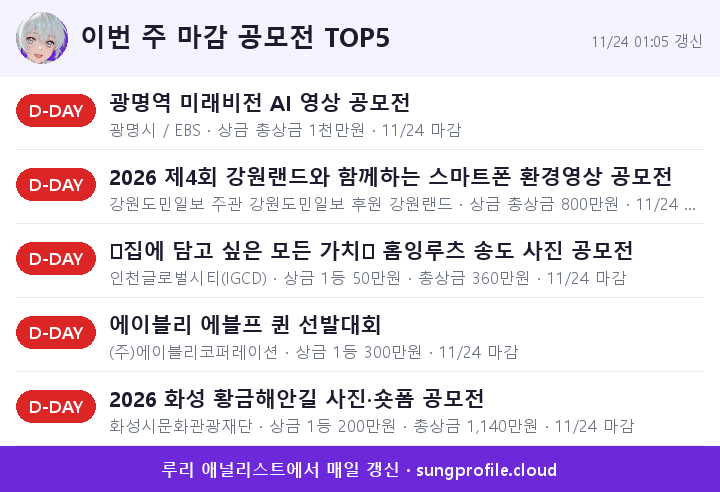 이번 주 마감 공모전 TOP5
11/24 01:05 갱신
D-DAY
광명역 미래비전 AI 영상 공모전
광명시 / EBS · 상금 총상금 1천만원 · 11/24 마감
D-DAY
2026 제4회 강원랜드와 함께하는 스마트폰 환경영상 공모전
강원도민일보 주관 강원도민일보 후원 강원랜드 · 상금 총상금 800만원 · 11/24 ...
D-DAY
집에 담고 싶은 모든 가치 홈잉루츠 송도 사진 공모전
인천글로벌시티(IGCD) · 상금 1등 50만원 · 총상금 360만원 · 11/24 마감
D-DAY
에이블리 에블프 퀸 선발대회
(주)에이블리코퍼레이션 · 상금 1등 300만원 · 11/24 마감
D-DAY
2026 화성 황금해안길 사진·숏폼 공모전
화성시문화관광재단 · 상금 1등 200만원 · 총상금 1,140만원 · 11/24 마감
루리 애널리스트에서 매일 갱신 · sungprofile.cloud